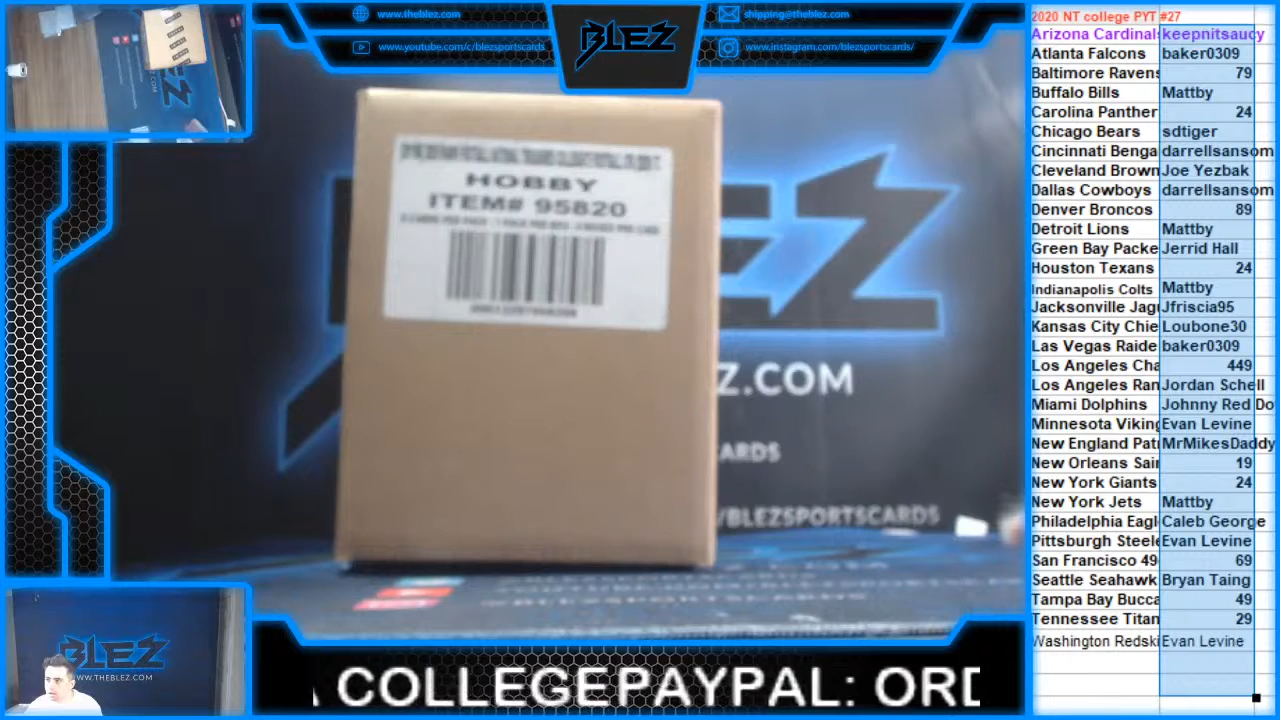 www.theblez.com
shipping@theblez.com
www.youtube.com/c/blezsportscards
www.instagram.com/blezsportscards/
BLEZ
HOBBY
ITEM# 95820
Z.COM
CARDS
/BLEZSPORTSCARDS
@BLEZSPORTSCARDS
BLEZ
WWW.THEBLEZ.COM
COLLEGEPAYPAL: ORD
2020 NT college PYT #27
Arizona Cardinals keepnitsaucy
Atlanta Falcons baker0309
Baltimore Ravens 79
Buffalo Bills Mattby
Carolina Panther 24
Chicago Bears sdtiger
Cincinnati Benga darrellsansom
Cleveland Brown Joe Yezbak
Dallas Cowboys darrellsansom
Denver Broncos 89
Detroit Lions Mattby
Green Bay Packe Jerrid Hall
Houston Texans 24
Indianapolis Colts Mattby
Jacksonville Jagu Jfriscia95
Kansas City Chie Loubone30
Las Vegas Raide baker0309
Los Angeles Cha 449
Los Angeles Ran Jordan Schell
Miami Dolphins Johnny Red Do
Minnesota Viking Evan Levine
New England Pat MrMikesDaddy
New Orleans Sain 19
New York Giants 24
New York Jets Mattby
Philadelphia Eagl Caleb George
Pittsburgh Steele Evan Levine
San Francisco 49 69
Seattle Seahawk Bryan Taing
Tampa Bay Bucca 49
Tennessee Titan 29
Washington Redski Evan Levine